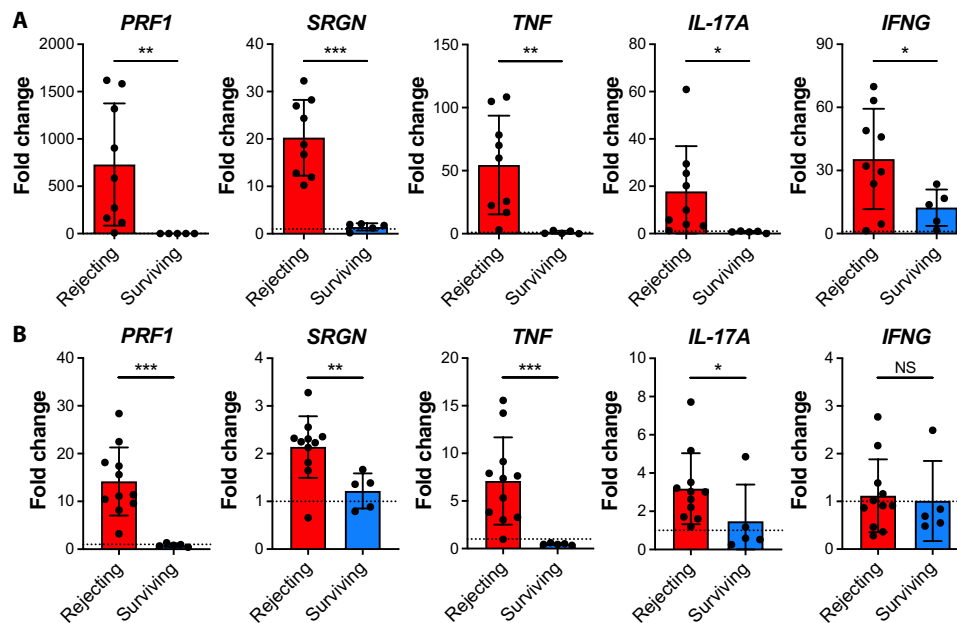 A
PRF1
SRGN
TNF
IL-17A
IFNG
Fold change
2000
1500
1000
500
0
**
Rejecting
Surviving
Fold change
40
30
20
10
0
***
Rejecting
Surviving
Fold change
150
100
50
0
**
Rejecting
Surviving
Fold change
80
60
40
20
0
*
Rejecting
Surviving
Fold change
90
60
30
0
*
Rejecting
Surviving
B
PRF1
SRGN
TNF
IL-17A
IFNG
Fold change
40
30
20
10
0
***
Rejecting
Surviving
Fold change
4
3
2
1
0
**
Rejecting
Surviving
Fold change
20
15
10
5
0
***
Rejecting
Surviving
Fold change
10
8
6
4
2
0
*
Rejecting
Surviving
Fold change
4
3
2
1
0
NS
Rejecting
Surviving